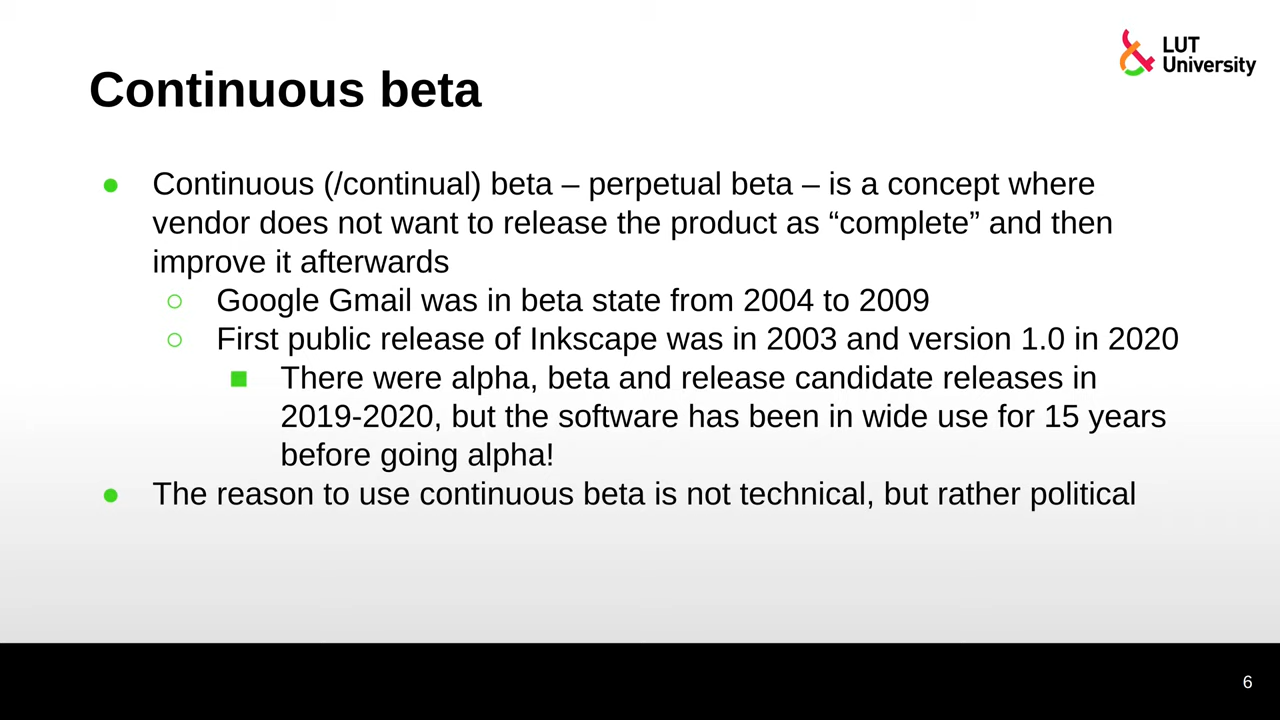 LUT
University
Continuous beta
● Continuous (/continual) beta – perpetual beta – is a concept where
vendor does not want to release the product as “complete” and then
improve it afterwards
○ Google Gmail was in beta state from 2004 to 2009
○ First public release of Inkscape was in 2003 and version 1.0 in 2020
■ There were alpha, beta and release candidate releases in
2019-2020, but the software has been in wide use for 15 years
before going alpha!
● The reason to use continuous beta is not technical, but rather political
6